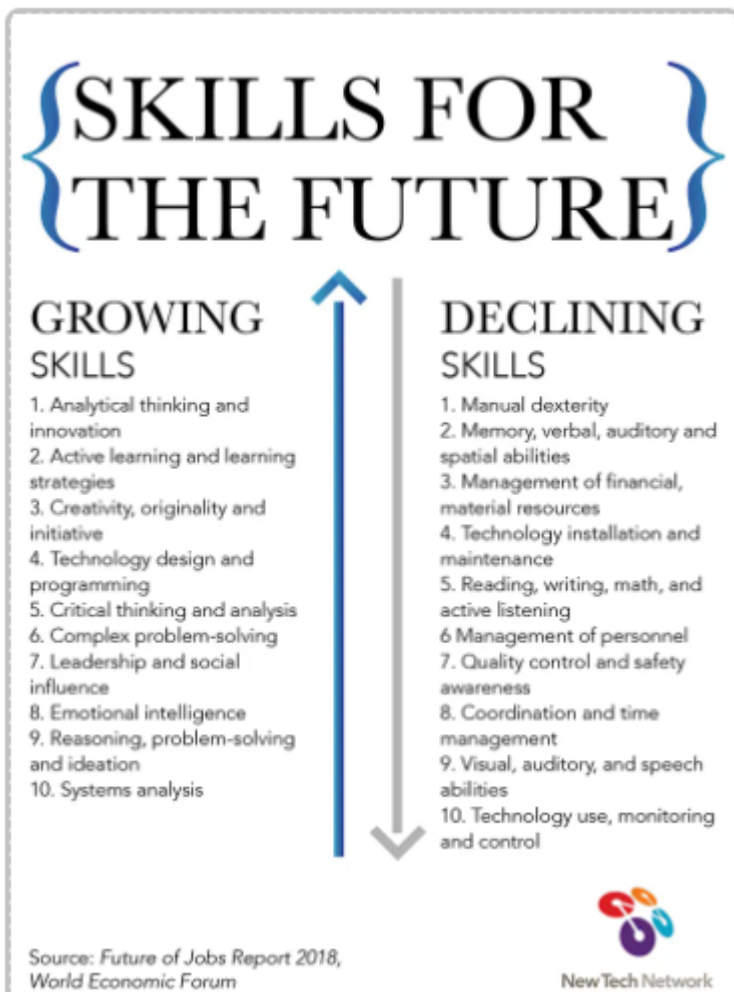 SKILLS FOR
THE FUTURE
GROWING
SKILLS
1. Analytical thinking and
innovation
2. Active learning and learning
strategies
3. Creativity, originality and
initiative
4. Technology design and
programming
5. Critical thinking and analysis
6. Complex problem-solving
7. Leadership and social
influence
8. Emotional intelligence
9. Reasoning, problem-solving
and ideation
10. Systems analysis
DECLINING
SKILLS
1. Manual dexterity
2. Memory, verbal, auditory and
spatial abilities
3. Management of financial,
material resources
4. Technology installation and
maintenance
5. Reading, writing, math, and
active listening
6 Management of personnel
7. Quality control and safety
awareness
8. Coordination and time
management
9. Visual, auditory, and speech
abilities
10. Technology use, monitoring
and control
Source: Future of Jobs Report 2018,
World Economic Forum
New Tech Network